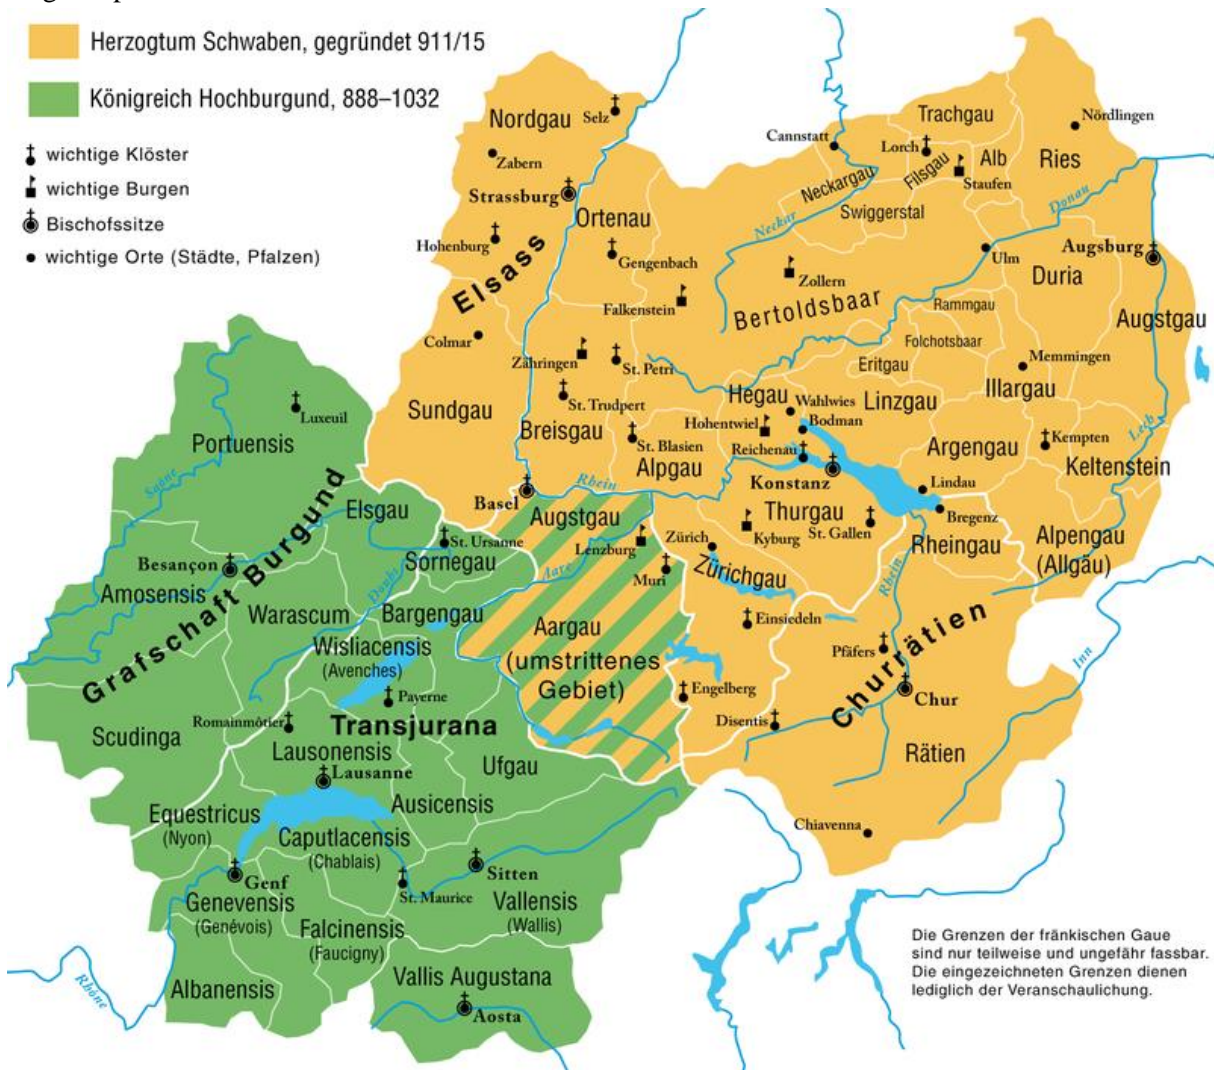 Herzogtum Schwaben, gegründet 911/15
Königreich Hochburgund, 888–1032
wichtige Klöster
wichtige Burgen
Bischofssitze
wichtige Orte (Städte, Pfalzen)
Nordgau
Selz
Zabern
Strassburg
Ortenau
Hohenburg
Gengenbach
Elsass
Falkenstein
Colmar
Zähringen
St. Petri
St. Trudpert
Sundgau
Breisgau
St. Blasien
Alpgau
Basel
Rhein
Cannstatt
Trachgau
Lorch
Filsgau
Alb
Staufen
Ries
Nördlingen
Neckargau
Swiggerstal
Neckar
Donau
Zollern
Bertoldsbaar
Ulm
Augsburg
Duria
Rammgau
Augstgau
Folchotsbaar
Eritgau
Memmingen
Illargau
Hegau
Wahlwies
Linzgau
Hohentwiel
Bodman
Reichenau
Argengau
Kempten
Lech
Keltenstein
Konstanz
Lindau
Thurgau
Bregenz
Kyburg
St. Gallen
Rheingau
Alpengau
(Allgäu)
Zürich
Zürichgau
Rhein
Einsiedeln
Pfäfers
Churrätien
Inn
Engelberg
Chur
Disentis
Rätien
Chiavenna
Augstgau
Lenzburg
Muri
Aare
Aargau
(umstrittenes
Gebiet)
Luxeuil
Portuensis
Saône
Elsgau
St. Ursanne
Sornegau
Besançon
Grafschaft Burgund
Amosensis
Warascum
Doubs
Bargengau
Wisliacensis
(Avenches)
Payerne
Romainmôtier
Transjurana
Scudinga
Lausonensis
Lausanne
Ufgau
Equestricus
(Nyon)
Ausicensis
Caputlacensis
(Chablais)
Genf
Sitten
St. Maurice
Genevensis
(Genévois)
Falcinensis
(Faucigny)
Vallensis
(Wallis)
Albanensis
Vallis Augustana
Aosta
Rhône
Die Grenzen der fränkischen Gaue
sind nur teilweise und ungefähr fassbar.
Die eingezeichneten Grenzen dienen
lediglich der Veranschaulichung.